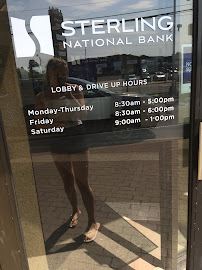 STERLING
NATIONAL BANK
LOBBY & DRIVE UP HOURS
Monday-Thursday 8:30am - 5:00pm
Friday 8:30am - 6:00pm
Saturday 9:00am - 1:00pm